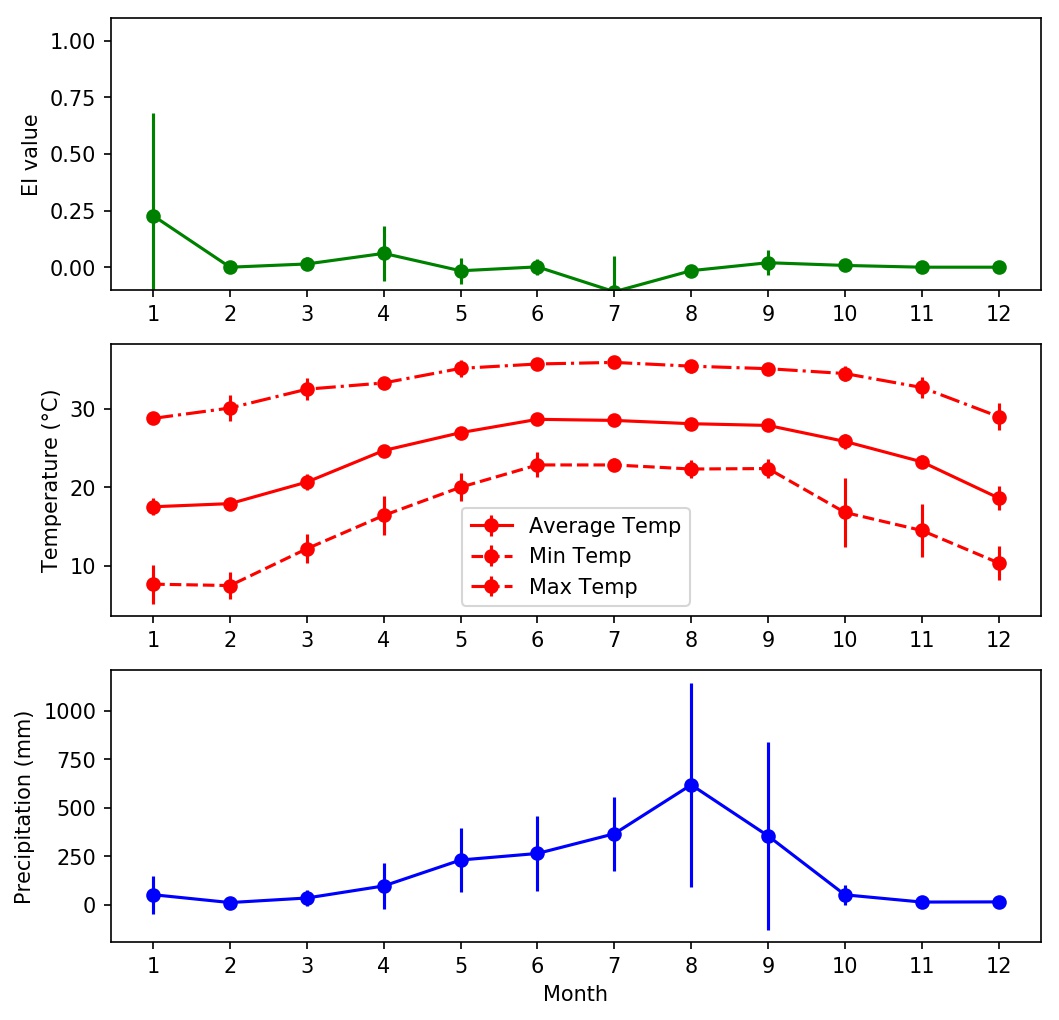 1.00
0.75
0.50
0.25
0.00
EI value
1 2 3 4 5 6 7 8 9 10 11 12
30
20
10
Temperature (°C)
Average Temp
Min Temp
Max Temp
1 2 3 4 5 6 7 8 9 10 11 12
1000
750
500
250
0
Precipitation (mm)
1 2 3 4 5 6 7 8 9 10 11 12
Month